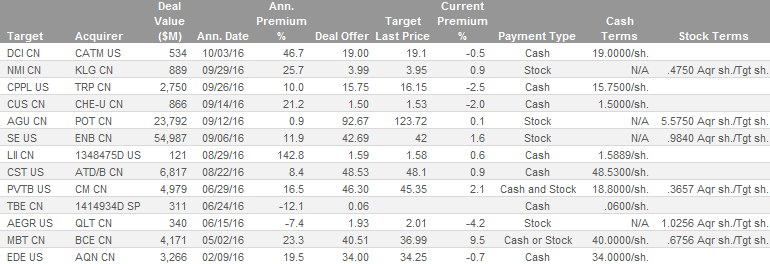 Target Acquirer Deal Value ($M) Ann. Date Ann. Premium % Deal Offer Target Last Price Current Premium % Payment Type Cash Terms Stock Terms
DCI CN CATM US 534 10/03/16 46.7 19.00 19.1 -0.5 Cash 19.0000/sh.
NMI CN KLG CN 889 09/29/16 25.7 3.99 3.95 0.9 Stock N/A .4750 Aqr sh./Tgt sh.
CPPL US TRP CN 2,750 09/26/16 10.0 15.75 16.15 -2.5 Cash 15.7500/sh.
CUS CN CHE-U CN 866 09/14/16 21.2 1.50 1.53 -2.0 Cash 1.5000/sh.
AGU CN POT CN 23,792 09/12/16 0.9 92.67 123.72 0.1 Stock N/A 5.5750 Aqr sh./Tgt sh.
SE US ENB CN 54,987 09/06/16 11.9 42.69 42 1.6 Stock N/A .9840 Aqr sh./Tgt sh.
LII CN 1348475D US 121 08/29/16 142.8 1.59 1.58 0.6 Cash 1.5889/sh.
CST US ATD/B CN 6,817 08/22/16 8.4 48.53 48.1 0.9 Cash 48.5300/sh.
PVTB US CM CN 4,979 06/29/16 16.5 46.30 45.35 2.1 Cash and Stock 18.8000/sh. .3657 Aqr sh./Tgt sh.
TBE CN 1414934D SP 311 06/24/16 -12.1 0.06 Cash .0600/sh.
AEGR US QLT CN 340 06/15/16 -7.4 1.93 2.01 -4.2 Stock N/A 1.0256 Aqr sh./Tgt sh.
MBT CN BCE CN 4,171 05/02/16 23.3 40.51 36.99 9.5 Cash or Stock 40.0000/sh. .6756 Aqr sh./Tgt sh.
EDE US AQN CN 3,266 02/09/16 19.5 34.00 34.25 -0.7 Cash 34.0000/sh.